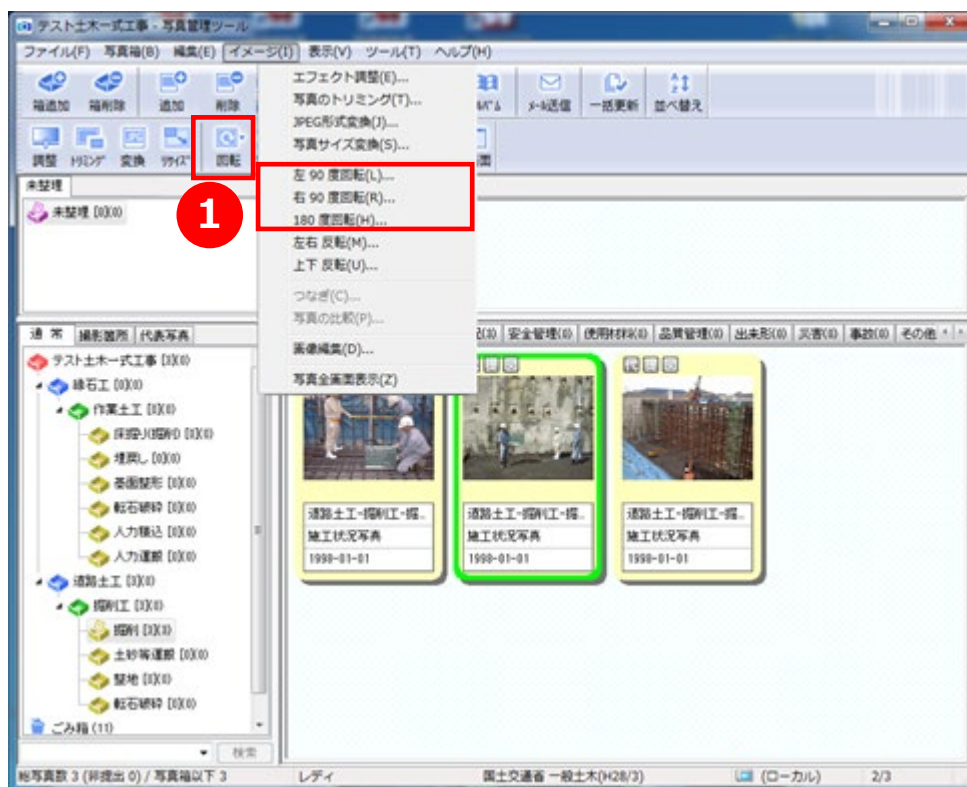 テスト土木一式工事 - 写真管理ツール
ファイル(F) 写真箱(B) 編集(E) イメージ(I) 表示(V) ツール(T) ヘルプ(H)
箱追加 箱削除 追加 削除 ﾒｰﾙ送信 一括更新 並べ替え
調整 ﾄﾘﾐﾝｸﾞ 変換 ﾘｻｲｽﾞ 回転
エフェクト調整(E)...
写真のトリミング(T)...
JPEG形式変換(J)...
写真サイズ変換(S)...
左 90 度回転(L)...
右 90 度回転(R)...
180 度回転(H)...
左右 反転(M)...
上下 反転(U)...
つなぎ(C)...
写真の比較(P)...
画像編集(D)...
写真全画面表示(Z)
1
未整理
未整理 [0](0)
通 常 撮影箇所 代表写真
安全管理(0) 使用材料(0) 品質管理(0) 出来形(0) 災害(0) 事故(0) その他
テスト土木一式工事 [3](0)
縁石工 [0](0)
作業土工 [0](0)
床掘り(掘削) [0](0)
埋戻し [0](0)
基面整形 [0](0)
転石破砕 [0](0)
人力積込 [0](0)
人力運搬 [0](0)
道路土工 [3](0)
掘削工 [3](0)
掘削 [3](3)
土砂等運搬 [0](0)
整地 [0](0)
転石破砕 [0](0)
ごみ箱 (11)
検索
道路土工-掘削工-掘...
施工状況写真
1998-01-01
道路土工-掘削工-掘...
施工状況写真
1998-01-01
道路土工-掘削工-掘...
施工状況写真
1998-01-01
総写真数 3 (非提出 0) / 写真箱以下 3 レディ 国土交通省 一般土木(H28/3) (ローカル) 2/3